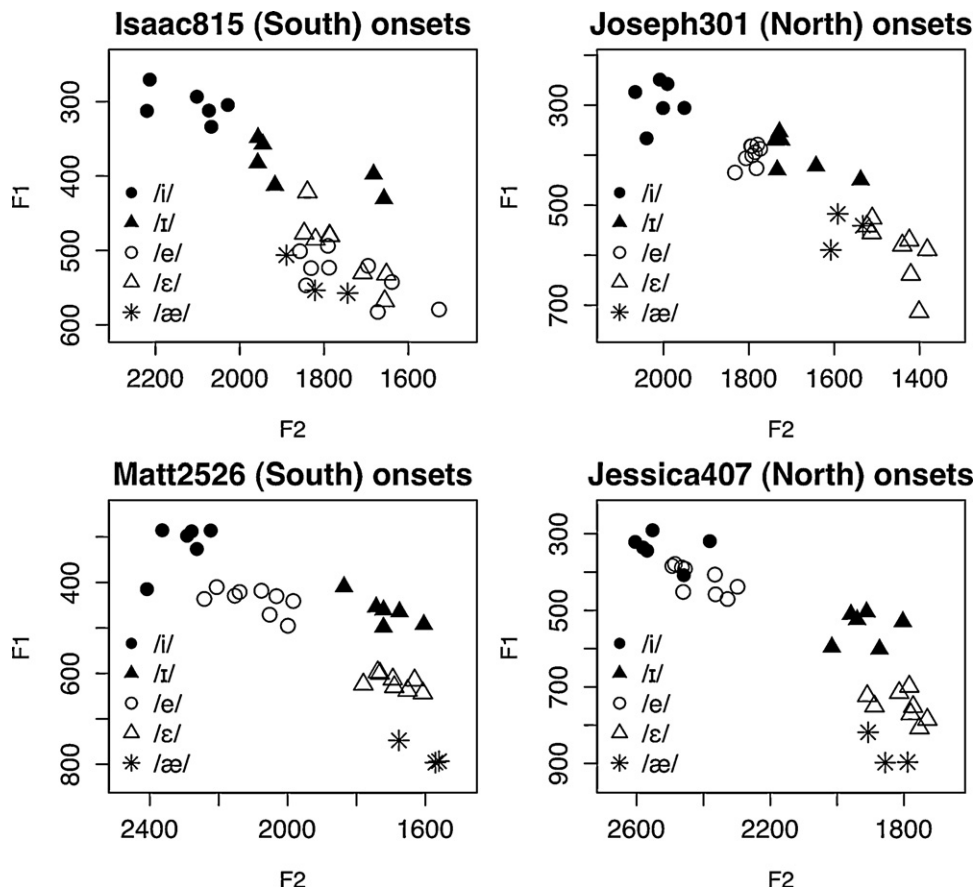 Isaac815 (South) onsets
F1
300
400
500
600
/i/
/ɪ/
/e/
/ɛ/
/æ/
2200
2000
1800
1600
F2
Joseph301 (North) onsets
F1
300
500
700
/i/
/ɪ/
/e/
/ɛ/
/æ/
2000
1800
1600
1400
F2
Matt2526 (South) onsets
F1
400
600
800
/i/
/ɪ/
/e/
/ɛ/
/æ/
2400
2000
1600
F2
Jessica407 (North) onsets
F1
300
500
700
900
/i/
/ɪ/
/e/
/ɛ/
/æ/
2600
2200
1800
F2